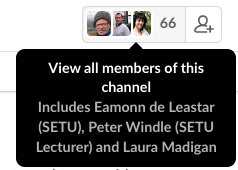 66
View all members of this
channel
Includes Eamonn de Leastar
(SETU), Peter Windle (SETU
Lecturer) and Laura Madigan